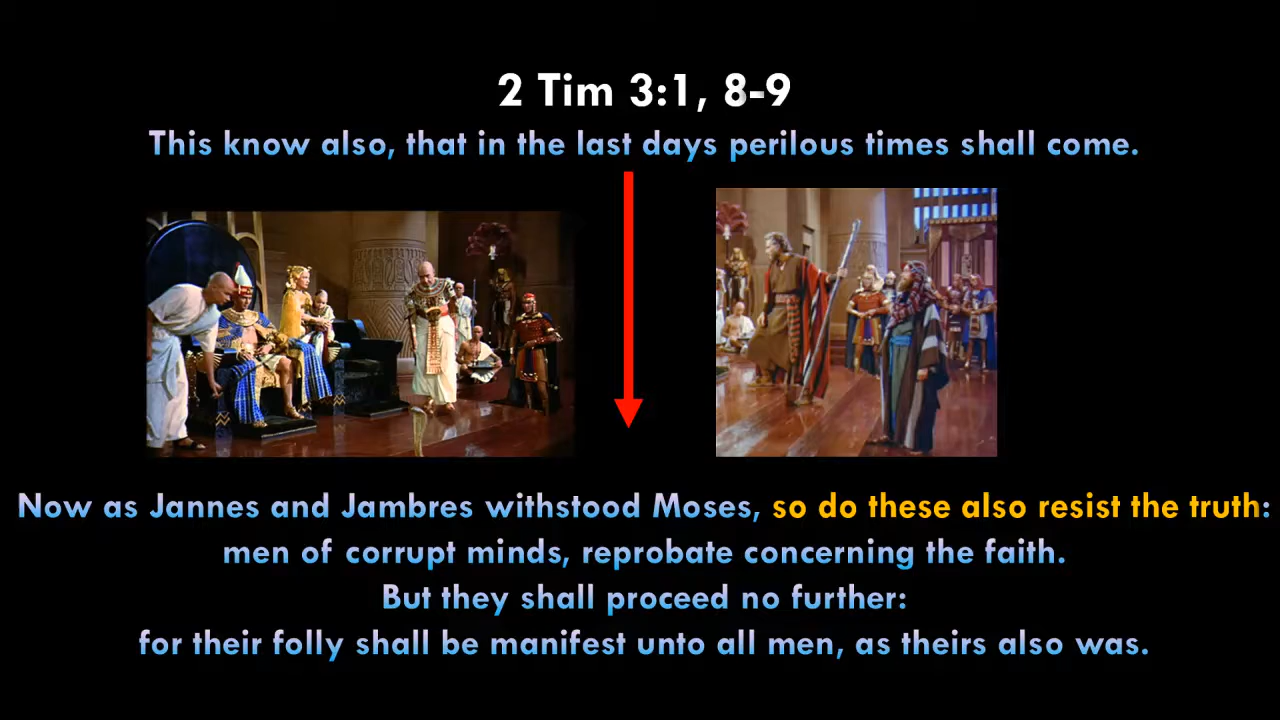 2 Tim 3:1, 8-9
This know also, that in the last days perilous times shall come.
Now as Jannes and Jambres withstood Moses, so do these also resist the truth:
men of corrupt minds, reprobate concerning the faith.
But they shall proceed no further:
for their folly shall be manifest unto all men, as theirs also was.